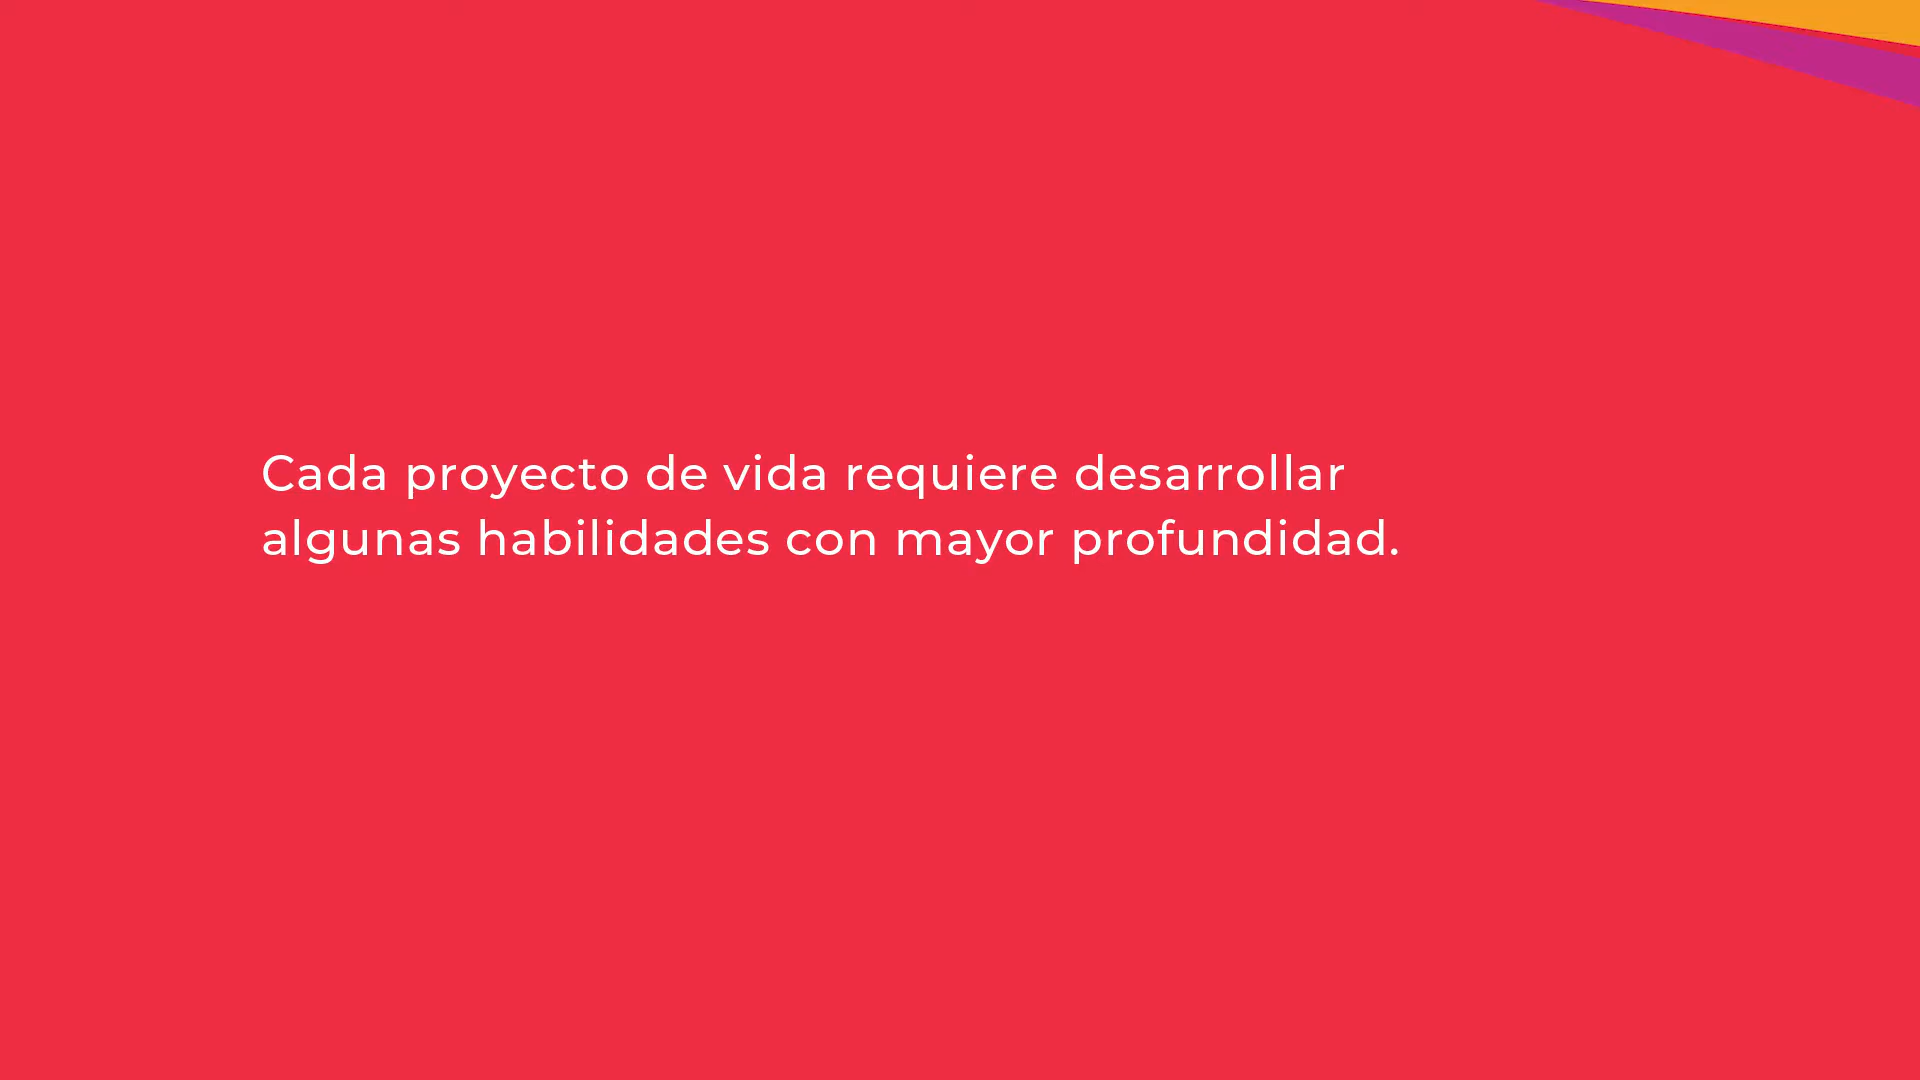 Cada proyecto de vida requiere desarrollar
algunas habilidades con mayor profundidad.